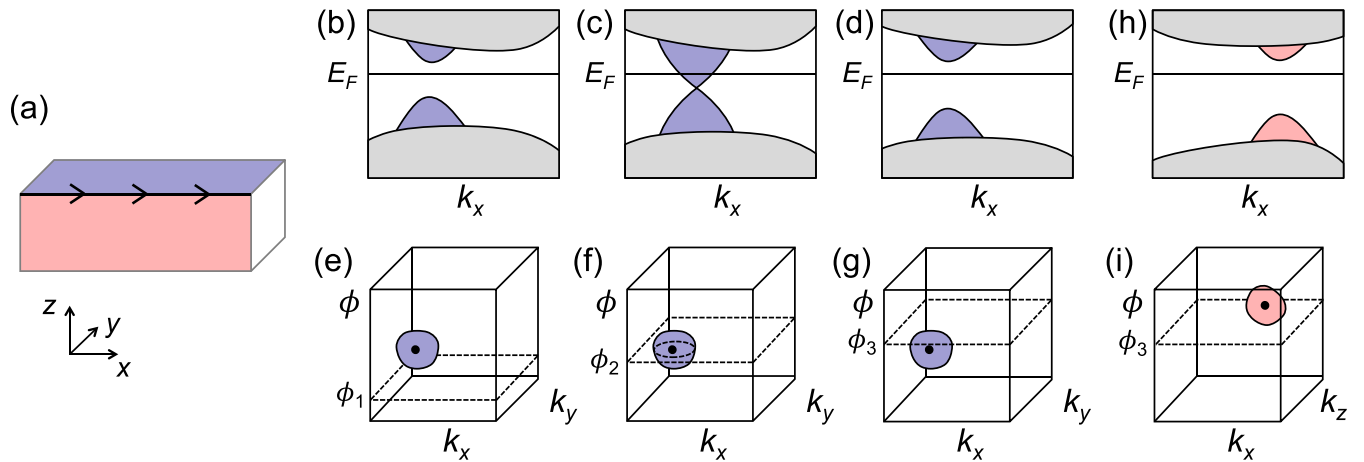 (a)
z
y
x
(b)
E_F
k_x
(c)
E_F
k_x
(d)
E_F
k_x
(h)
E_F
k_x
(e)
ϕ
ϕ_1
k_x
k_y
(f)
ϕ
ϕ_2
k_x
k_y
(g)
ϕ
ϕ_3
k_x
k_y
(i)
ϕ
ϕ_3
k_x
k_z